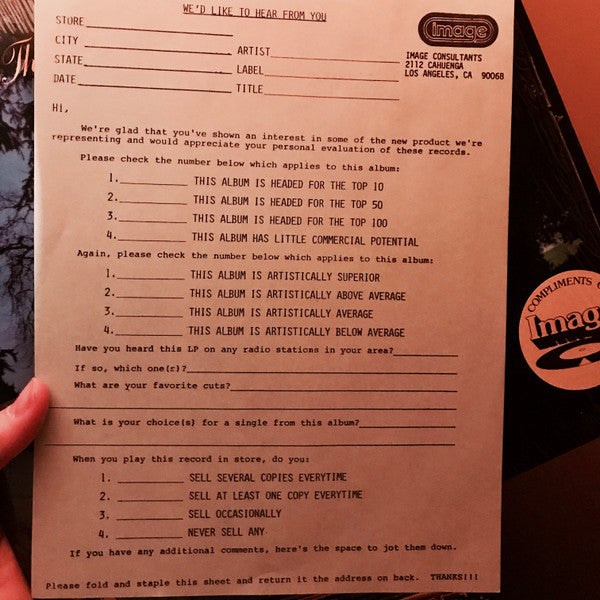 WE'D LIKE TO HEAR FROM YOU
image
STORE
CITY
STATE
DATE
ARTIST
LABEL
TITLE
IMAGE CONSULTANTS
2112 CAHUENGA
LOS ANGELES, CA 90068
Hi,
We're glad that you've shown an interest in some of the new product we're
representing and would appreciate your personal evaluation of these records.
Please check the number below which applies to this album:
1. THIS ALBUM IS HEADED FOR THE TOP 10
2. THIS ALBUM IS HEADED FOR THE TOP 50
3. THIS ALBUM IS HEADED FOR THE TOP 100
4. THIS ALBUM HAS LITTLE COMMERCIAL POTENTIAL
Again, please check the number below which applies to this album:
1. THIS ALBUM IS ARTISTICALLY SUPERIOR
2. THIS ALBUM IS ARTISTICALLY ABOVE AVERAGE
3. THIS ALBUM IS ARTISTICALLY AVERAGE
4. THIS ALBUM IS ARTISTICALLY BELOW AVERAGE
Have you heard this LP on any radio stations in your area?
If so, which one(s)?
What are your favorite cuts?
What is your choice(s) for a single from this album?
When you play this record in store, do you:
1. SELL SEVERAL COPIES EVERYTIME
2. SELL AT LEAST ONE COPY EVERYTIME
3. SELL OCCASIONALLY
4. NEVER SELL ANY
If you have any additional comments, here's the space to jot them down.
Please fold and staple this sheet and return it the address on back. THANKS!!!
COMPLIMENTS
Imag